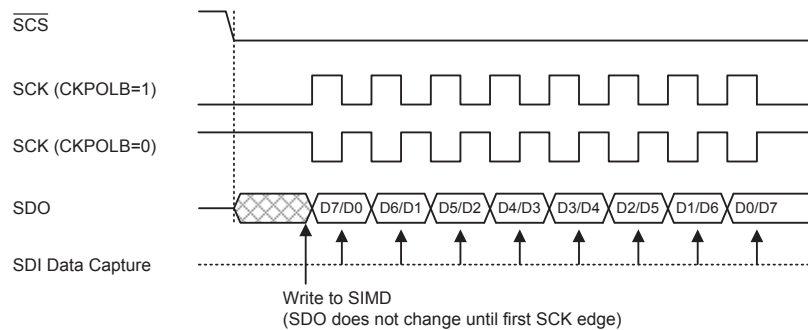 SCS
SCK (CKPOLB=1)
SCK (CKPOLB=0)
SDO
D7/D0 D6/D1 D5/D2 D4/D3 D3/D4 D2/D5 D1/D6 D0/D7
SDI Data Capture
Write to SIMD
(SDO does not change until first SCK edge)